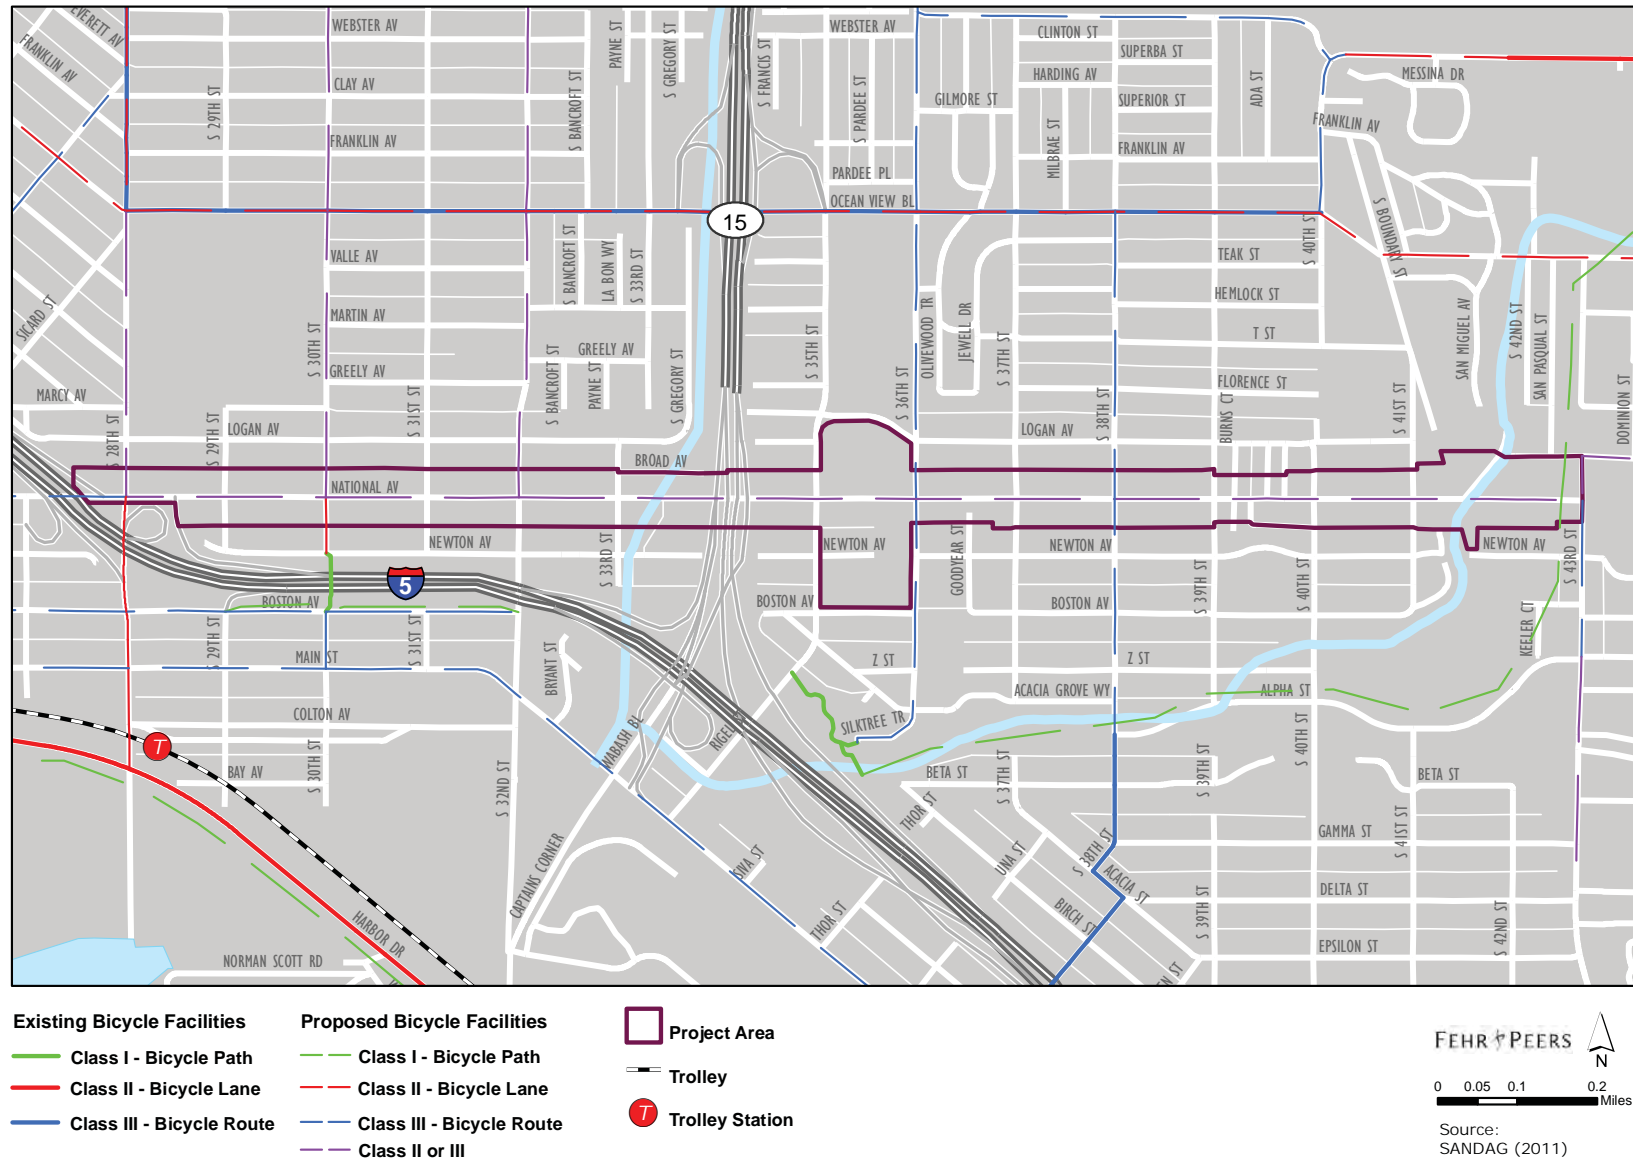 EVERETT AV
WEBSTER AV
PAYNE ST
S GREGORY ST
WEBSTER AV
CLINTON ST
SUPERBA ST
FRANKLIN AV
CLAY AV
S 29TH ST
S BANCROFT ST
S FRANCIS ST
S PARDEE ST
GILMORE ST
HARDING AV
SUPERIOR ST
ADA ST
MESSINA DR
FRANKLIN AV
FRANKLIN AV
MILBRAE ST
FRANKLIN AV
PARDEE PL
OCEAN VIEW BL
15
S BOUNDRY ST
S 40TH ST
VALLE AV
S BANCROFT ST
LA BON WY
S 33RD ST
TEAK ST
HEMLOCK ST
SICARD ST
MARTIN AV
S 30TH ST
GREELY AV
GREELY AV
S 35TH ST
OLIVEWOOD TR
JEWELL DR
S 37TH ST
T ST
SAN MIGUEL AV
S 42ND ST
SAN PASQUAL ST
DOMINION ST
MARCY AV
S 31ST ST
S BANCROFT ST
PAYNE ST
S GREGORY ST
S 36TH ST
S 38TH ST
FLORENCE ST
BURNS CT
S 41ST ST
S 28TH ST
S 29TH ST
LOGAN AV
LOGAN AV
BROAD AV
NATIONAL AV
NEWTON AV
S 33RD ST
NEWTON AV
GOODYEAR ST
NEWTON AV
NEWTON AV
S 43RD ST
5
BOSTON AV
BOSTON AV
BOSTON AV
S 39TH ST
S 40TH ST
KEELER CT
S 29TH ST
MAIN ST
S 31ST ST
BRYANT ST
Z ST
Z ST
ACACIA GROVE WY
ALPHA ST
COLTON AV
WABASH BL
RIGEL ST
SILKTREE TR
S 40TH ST
T
BAY AV
S 30TH ST
S 32ND ST
BETA ST
S 37TH ST
S 39TH ST
BETA ST
THOR ST
GAMMA ST
S 41ST ST
CAPTAINS CORNER
SIVA ST
UNA ST
S 38TH ST
ACACIA ST
DELTA ST
HARBOR DR
THOR ST
BIRCH ST
S 39TH ST
S 42ND ST
NORMAN SCOTT RD
EPSILON ST
EN ST
Existing Bicycle Facilities
Class I - Bicycle Path
Class II - Bicycle Lane
Class III - Bicycle Route
Proposed Bicycle Facilities
Class I - Bicycle Path
Class II - Bicycle Lane
Class III - Bicycle Route
Class II or III
Project Area
Trolley
T
Trolley Station
FEHR & PEERS
N
0 0.05 0.1 0.2
Miles
Source:
SANDAG (2011)